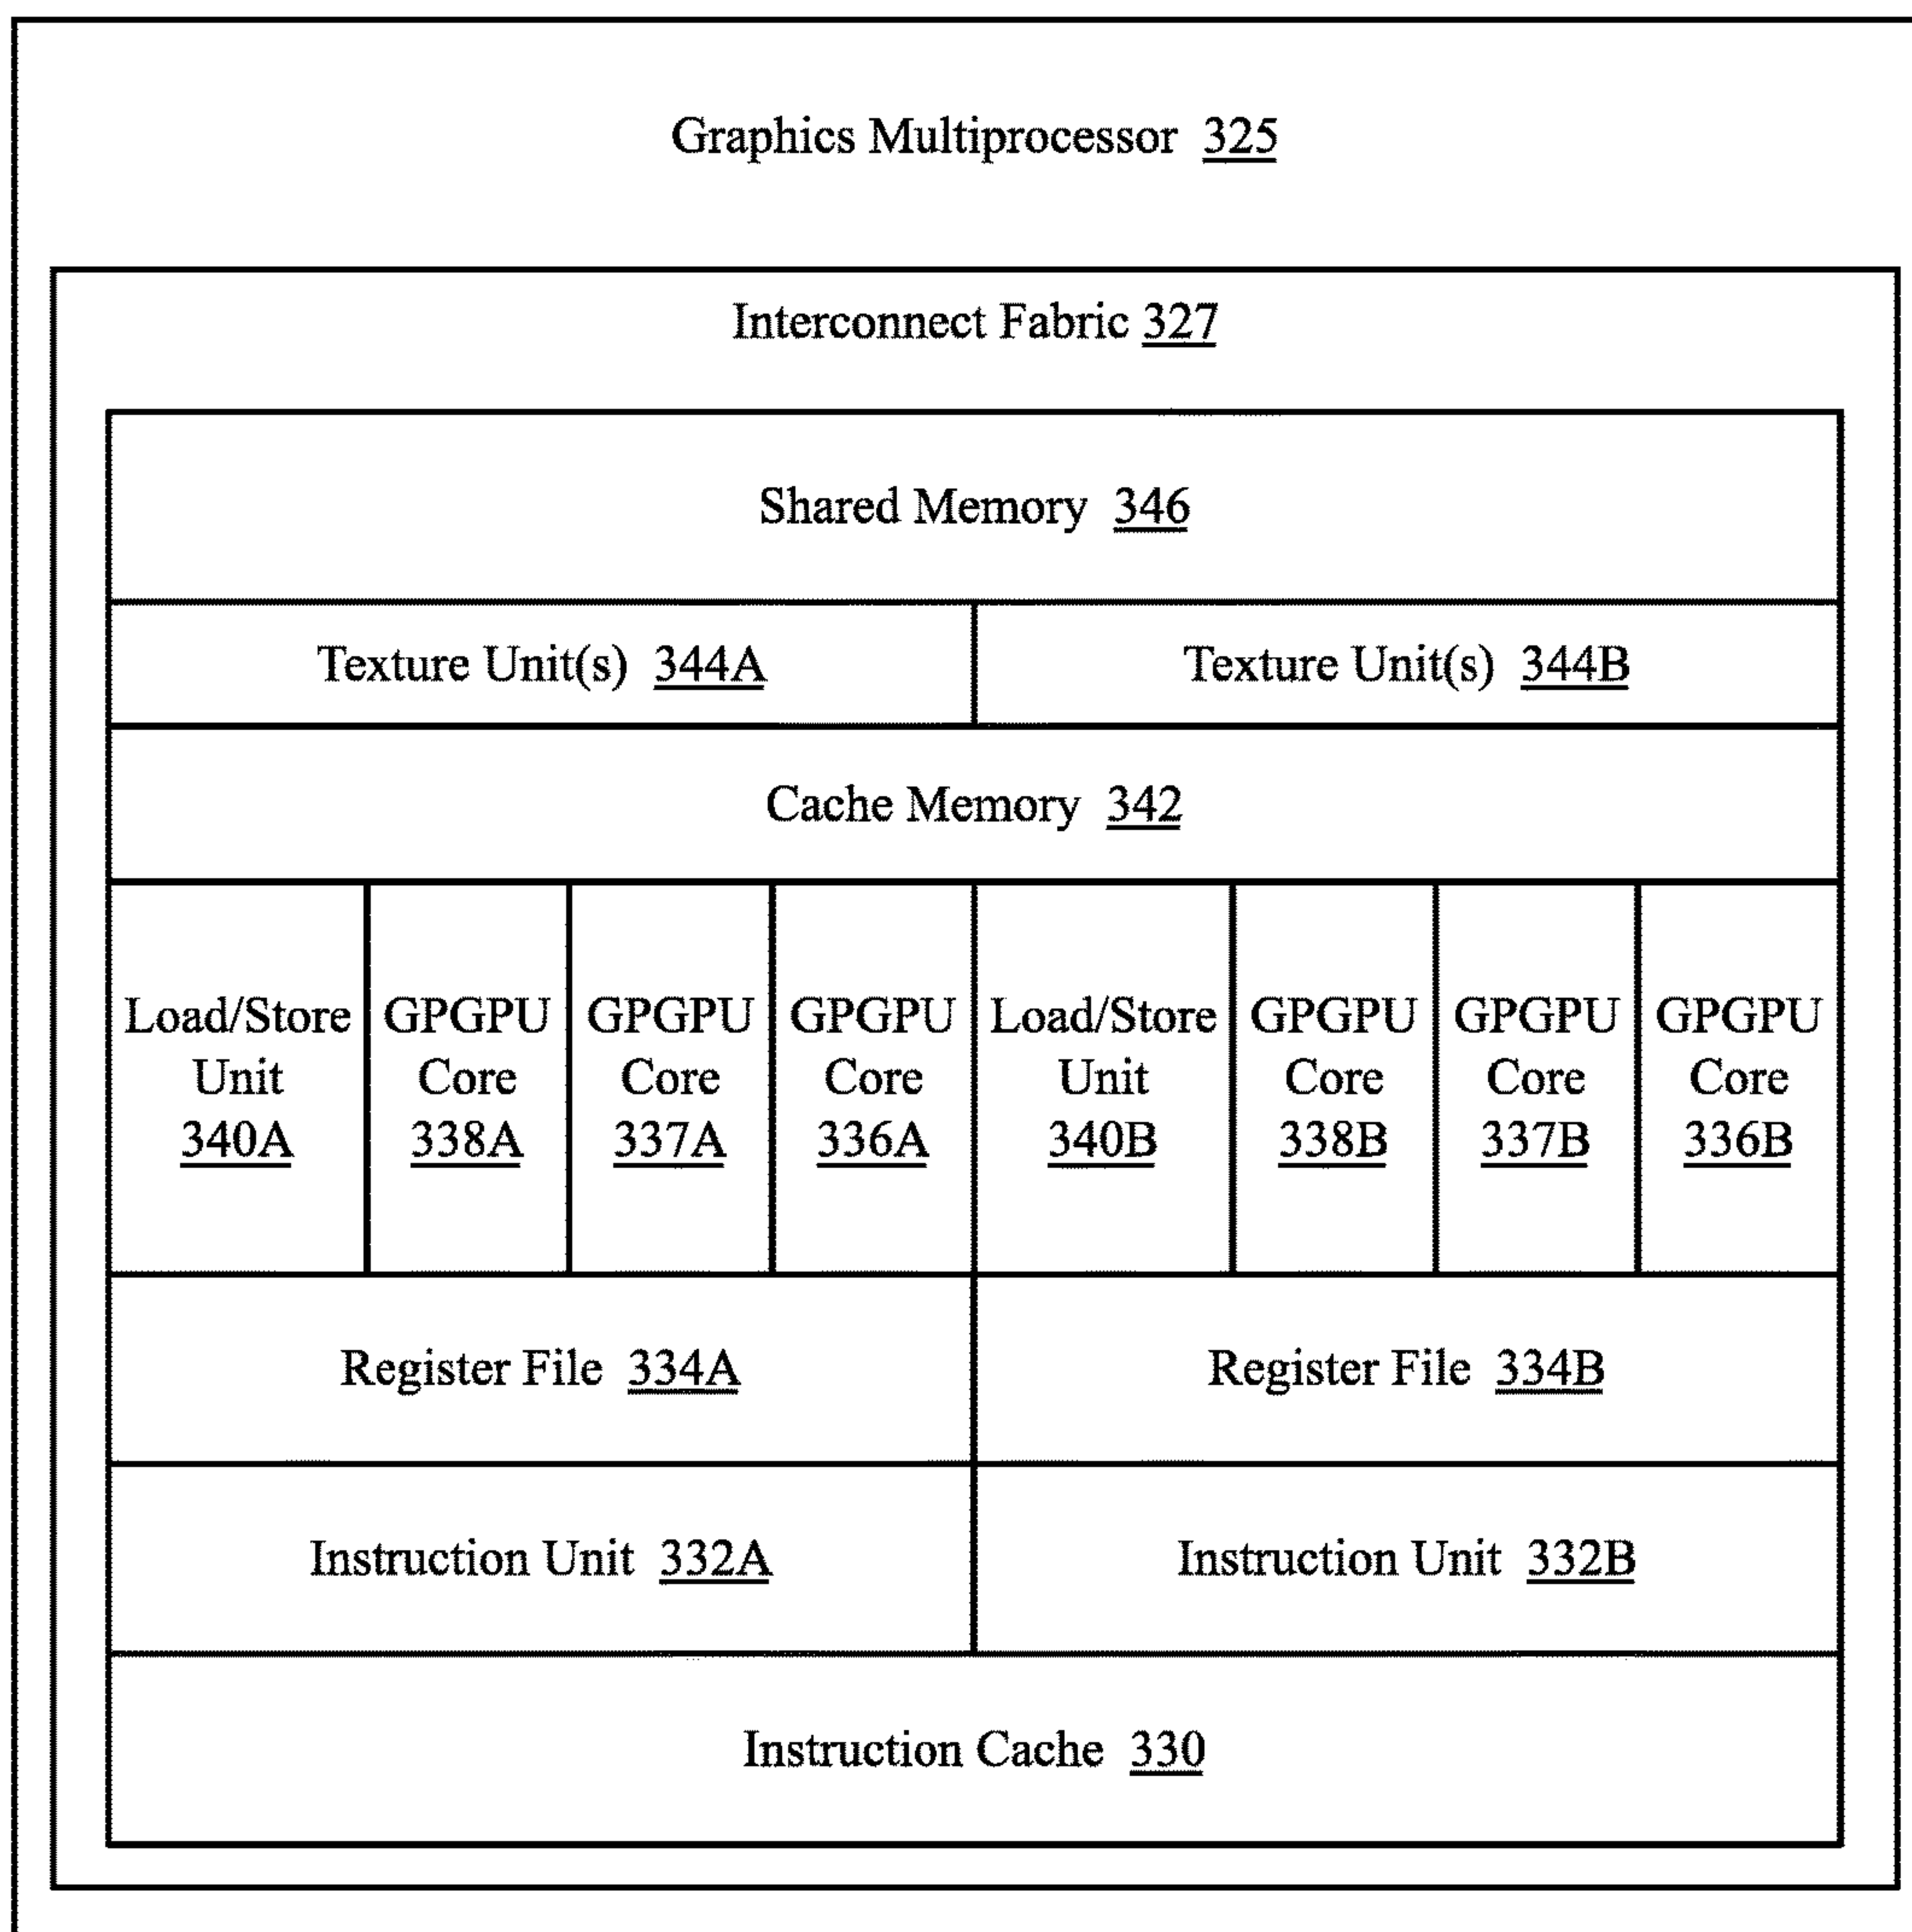 Graphics Multiprocessor 325
Interconnect Fabric 327
Shared Memory 346
Texture Unit(s) 344A
Texture Unit(s) 344B
Cache Memory 342
Load/Store
Unit
340A
GPGPU
Core
338A
GPGPU
Core
337A
GPGPU
Core
336A
Load/Store
Unit
340B
GPGPU
Core
338B
GPGPU
Core
337B
GPGPU
Core
336B
Register File 334A
Register File 334B
Instruction Unit 332A
Instruction Unit 332B
Instruction Cache 330